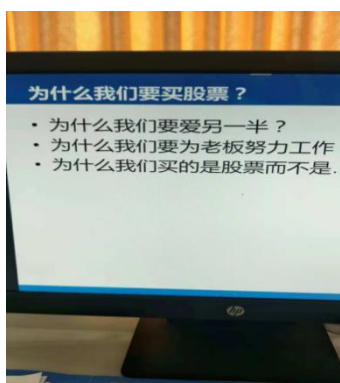 为什么我们要买股票？
• 为什么我们要爱另一半？
• 为什么我们要为老板努力工作
• 为什么我们买的是股票而不是.
hp